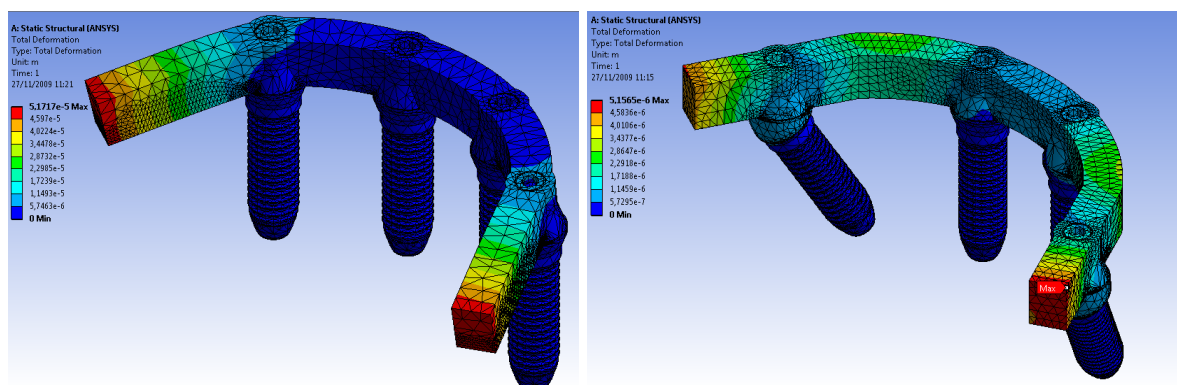 A: Static Structural (ANSYS)
Total Deformation
Type: Total Deformation
Unit: m
Time: 1
27/11/2009 11:21
5,1717e-5 Max
4,597e-5
4,0224e-5
3,4478e-5
2,8732e-5
2,2985e-5
1,7239e-5
1,1493e-5
5,7463e-6
0 Min
A: Static Structural (ANSYS)
Total Deformation
Type: Total Deformation
Unit: m
Time: 1
27/11/2009 11:15
5,1565e-6 Max
4,5836e-6
4,0106e-6
3,4377e-6
2,8647e-6
2,2918e-6
1,7188e-6
1,1459e-6
5,7295e-7
0 Min
Max